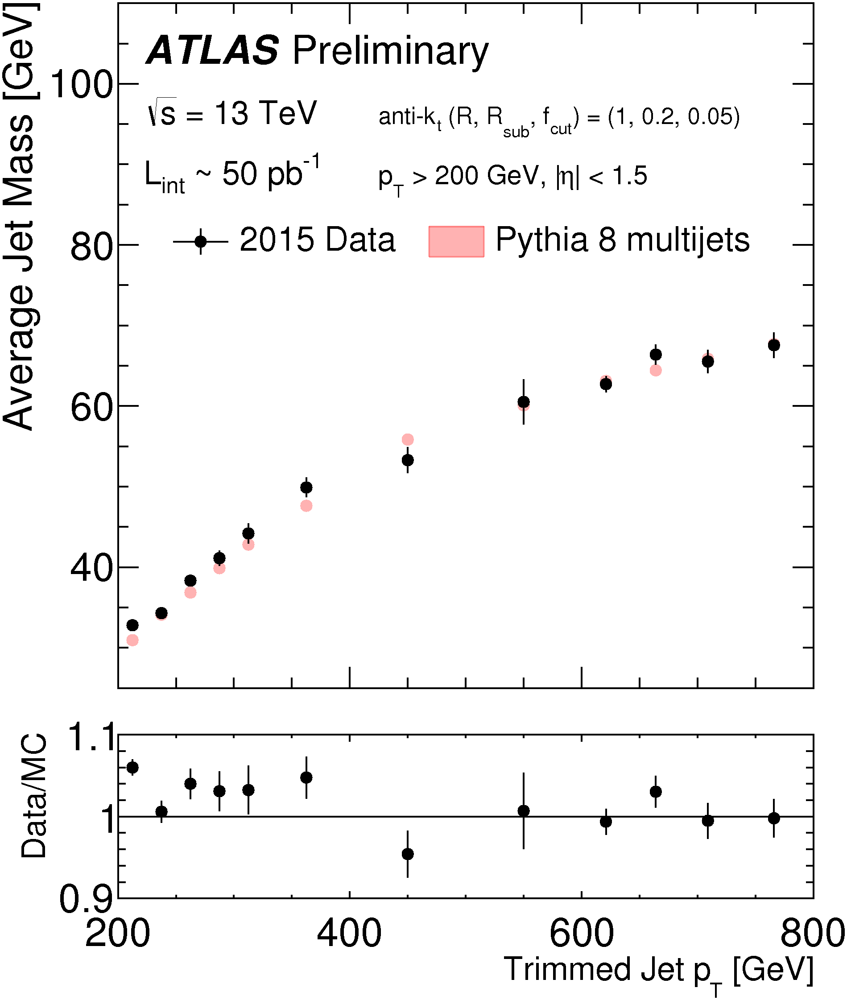 ATLAS Preliminary
√s = 13 TeV
anti-kt (R, Rsub, fcut) = (1, 0.2, 0.05)
Lint ~ 50 pb-1
pT > 200 GeV, |η| < 1.5
2015 Data
Pythia 8 multijets
Average Jet Mass [GeV]
100
80
60
40
Data/MC
1.1
1
0.9
200 400 600 800
Trimmed Jet pT [GeV]